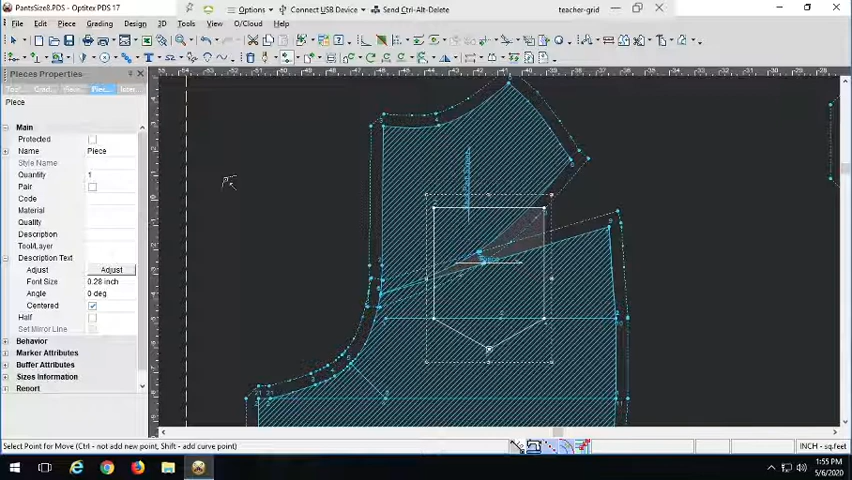 PantsSize8.PDS - Optitex PDS 17
Options
Connect USB Device
Send Ctrl-Alt-Delete
teacher-grid
File Edit Piece Grading Design Tools View O/Cloud Help
Pieces Properties
Piece
Main
Protected
Name Piece
Style Name
Quantity 1
Pair
Code
Material
Quality
Description
Tool/Layer
Description Text
Adjust Adjust
Font Size 0.28 inch
Angle 0 deg
Centered
Half
Set Mirror Line
Behavior
Marker Attributes
Buffer Attributes
Sizes Information
Report
Select Point for Move (Ctrl - not add new point, Shift - add curve point)
INCH - sq.feet
1:55 PM
5/6/2020